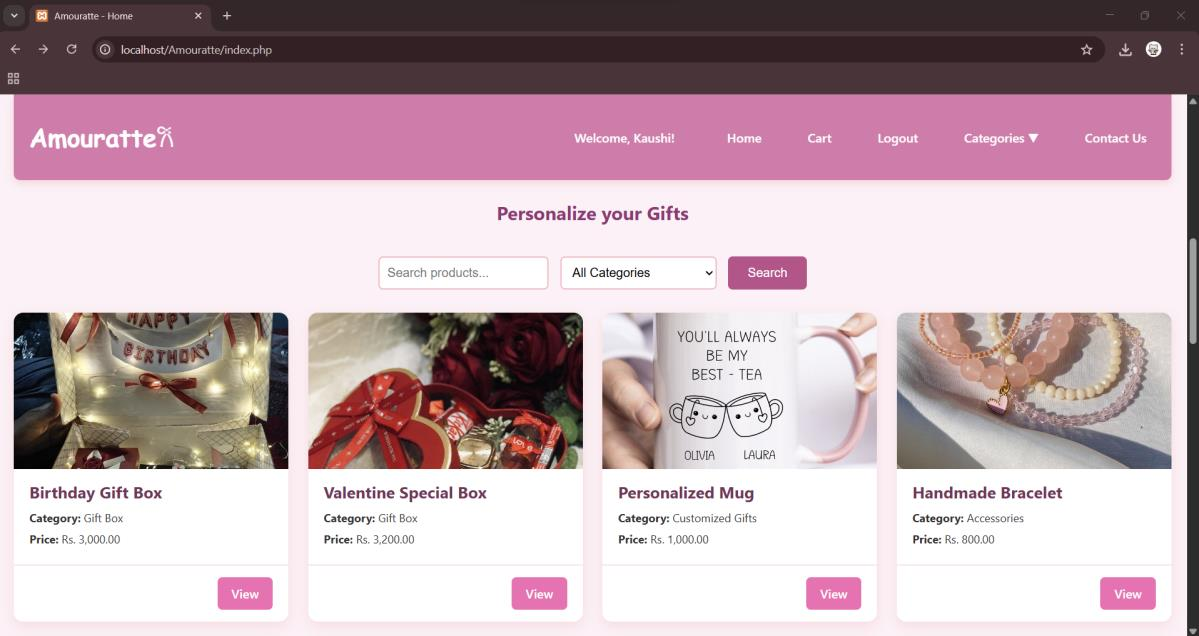 Amouratte - Home
localhost/Amouratte/index.php
Amouratte
Welcome, Kaushi!
Home
Cart
Logout
Categories ▼
Contact Us
Personalize your Gifts
Search products...
All Categories
Search
HAPPY
BIRTHDAY
LOVE
YOU'LL ALWAYS
BE MY
BEST - TEA
OLIVIA LAURA
Birthday Gift Box
Category: Gift Box
Price: Rs. 3,000.00
View
Valentine Special Box
Category: Gift Box
Price: Rs. 3,200.00
View
Personalized Mug
Category: Customized Gifts
Price: Rs. 1,000.00
View
Handmade Bracelet
Category: Accessories
Price: Rs. 800.00
View